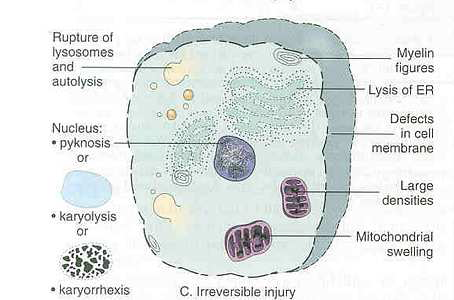 Rupture of
lysosomes
and
autolysis
Nucleus:
• pyknosis
or
• karyolysis
or
• karyorrhexis
Myelin
figures
Lysis of ER
Defects
in cell
membrane
Large
densities
Mitochondrial
swelling
C. Irreversible injury